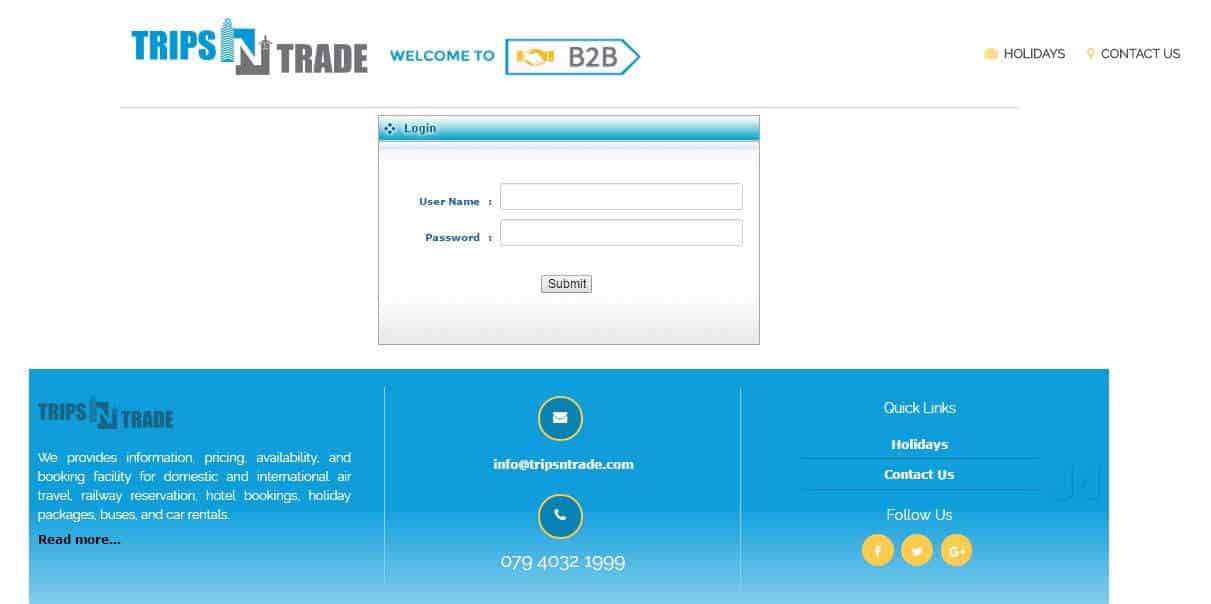 TRIPS N TRADE
WELCOME TO
B2B
HOLIDAYS
CONTACT US
Login
User Name :
Password :
Submit
TRIPS N TRADE
We provides information, pricing, availability, and
booking facility for domestic and international air
travel, railway reservation, hotel bookings, holiday
packages, buses, and car rentals.
Read more...
info@tripsntrade.com
079 4032 1999
Quick Links
Holidays
Contact Us
Follow Us
f
G+